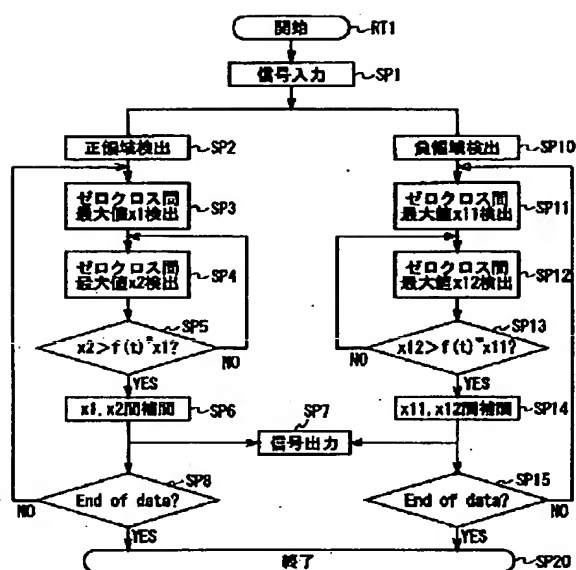 開始 RT1
信号入力 SP1
正領域検出 SP2
負領域検出 SP10
ゼロクロス間
最大値x1検出 SP3
ゼロクロス間
最大値x11検出 SP11
ゼロクロス間
最大値x2検出 SP4
ゼロクロス間
最大値x12検出 SP12
SP5
x2>f(t)*x1?
NO
YES
SP13
x12>f(t)*x11?
NO
YES
x1,x2間補間 SP6
SP7
信号出力
x11,x12間補間 SP14
SP8
End of data?
NO
YES
SP15
End of data?
NO
YES
終了 SP20